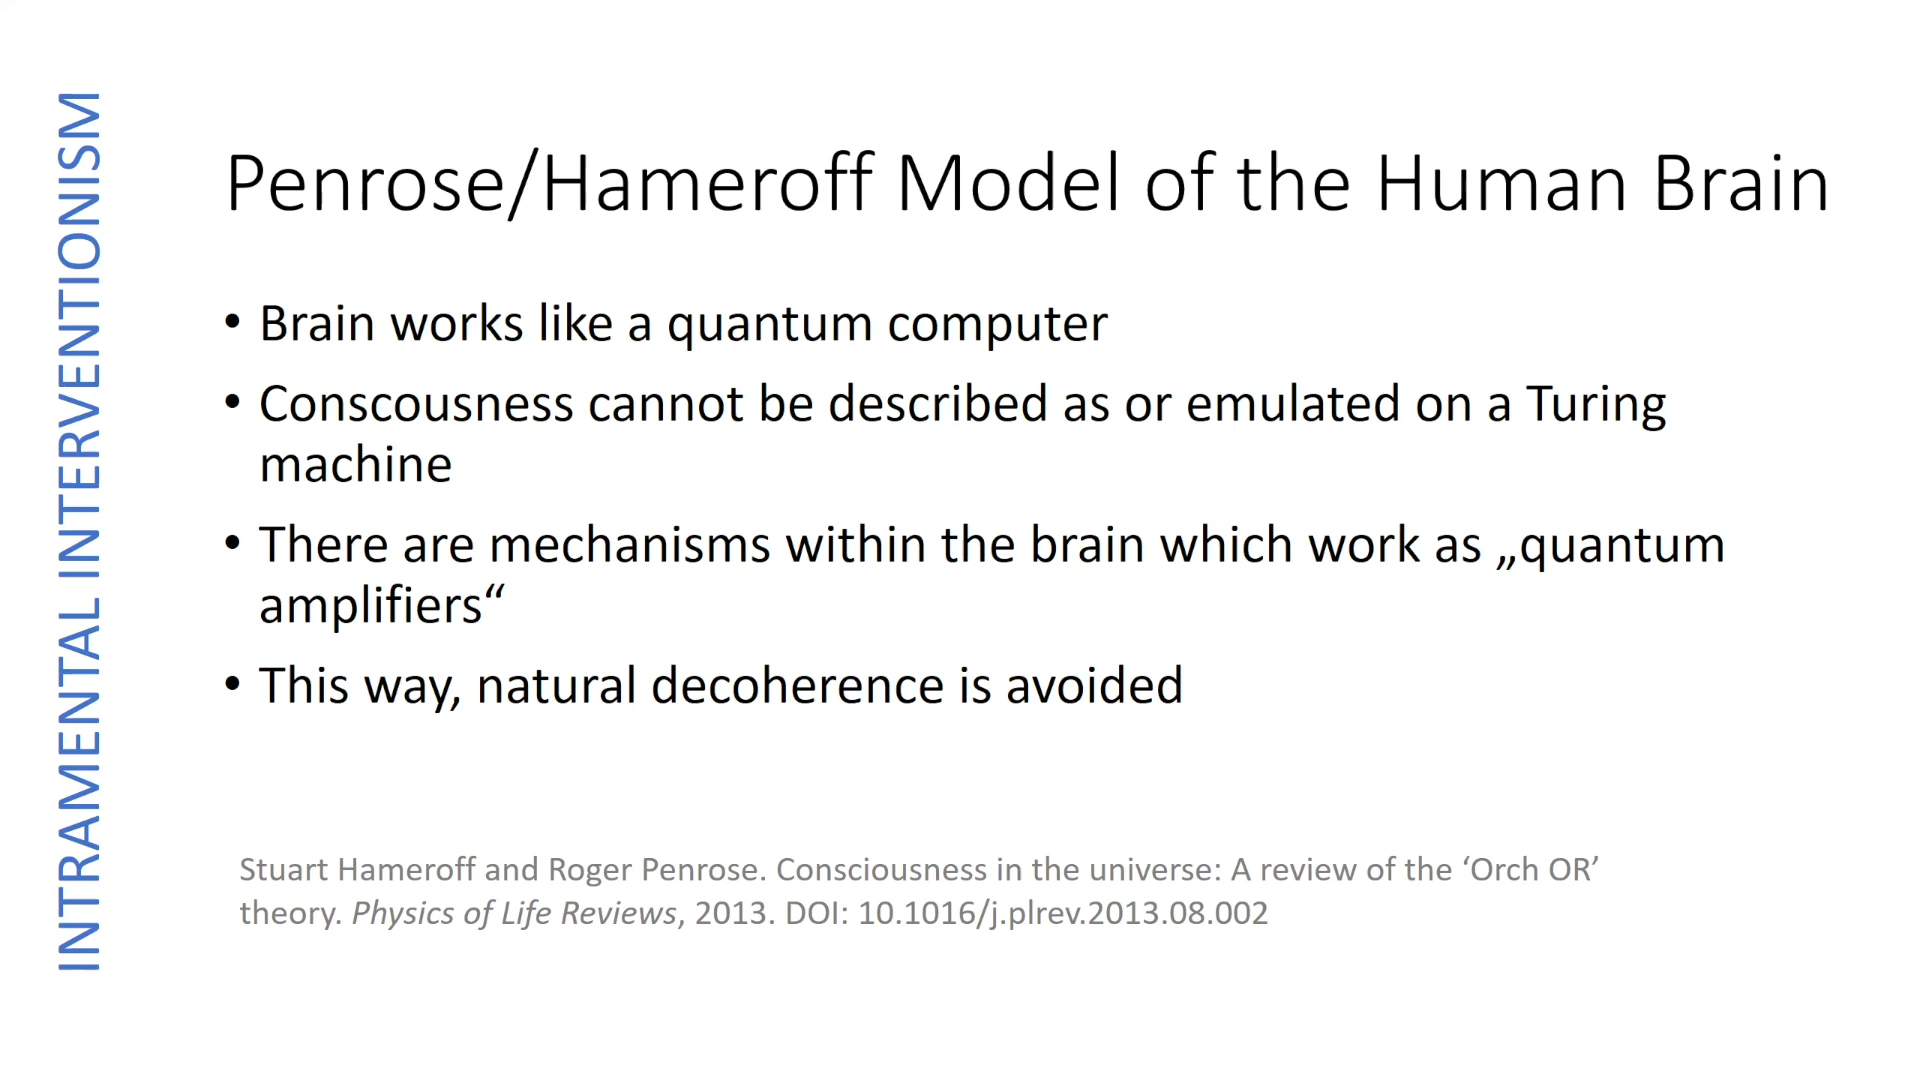 INTRAMENTAL INTERVENTIONISM
Penrose/Hameroff Model of the Human Brain
• Brain works like a quantum computer
• Conscousness cannot be described as or emulated on a Turing
machine
• There are mechanisms within the brain which work as „quantum
amplifiers“
• This way, natural decoherence is avoided
Stuart Hameroff and Roger Penrose. Consciousness in the universe: A review of the ‘Orch OR’
theory. Physics of Life Reviews, 2013. DOI: 10.1016/j.plrev.2013.08.002